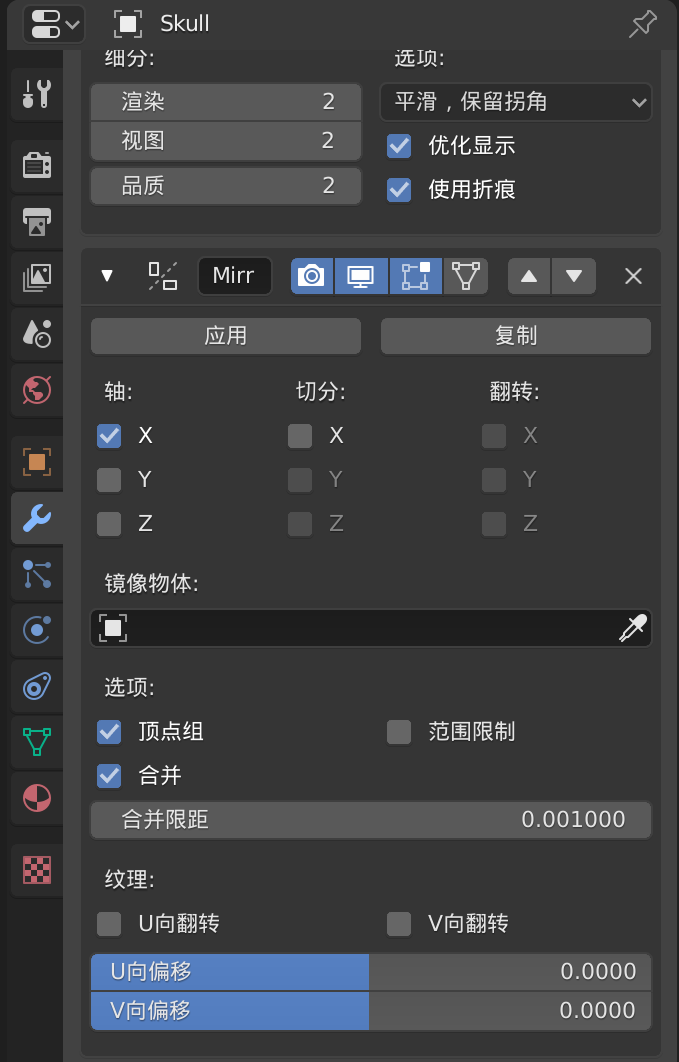 Skull
细分: 选项:
渲染 2 平滑，保留拐角
视图 2 优化显示
品质 2 使用折痕
Mirr
应用 复制
轴: 切分: 翻转:
X X X
Y Y Y
Z Z Z
镜像物体:
选项:
顶点组 范围限制
合并
合并限距 0.001000
纹理:
U向翻转 V向翻转
U向偏移 0.0000
V向偏移 0.0000